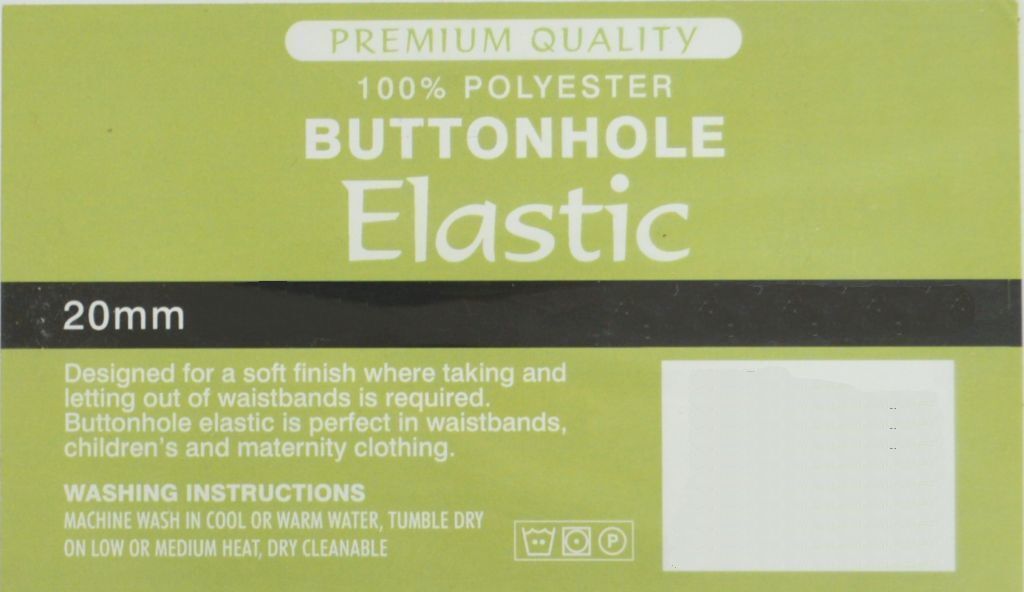 PREMIUM QUALITY
100% POLYESTER
BUTTONHOLE
Elastic
20mm
Designed for a soft finish where taking and
letting out of waistbands is required.
Buttonhole elastic is perfect in waistbands,
children's and maternity clothing.
WASHING INSTRUCTIONS
MACHINE WASH IN COOL OR WARM WATER, TUMBLE DRY
ON LOW OR MEDIUM HEAT, DRY CLEANABLE
P